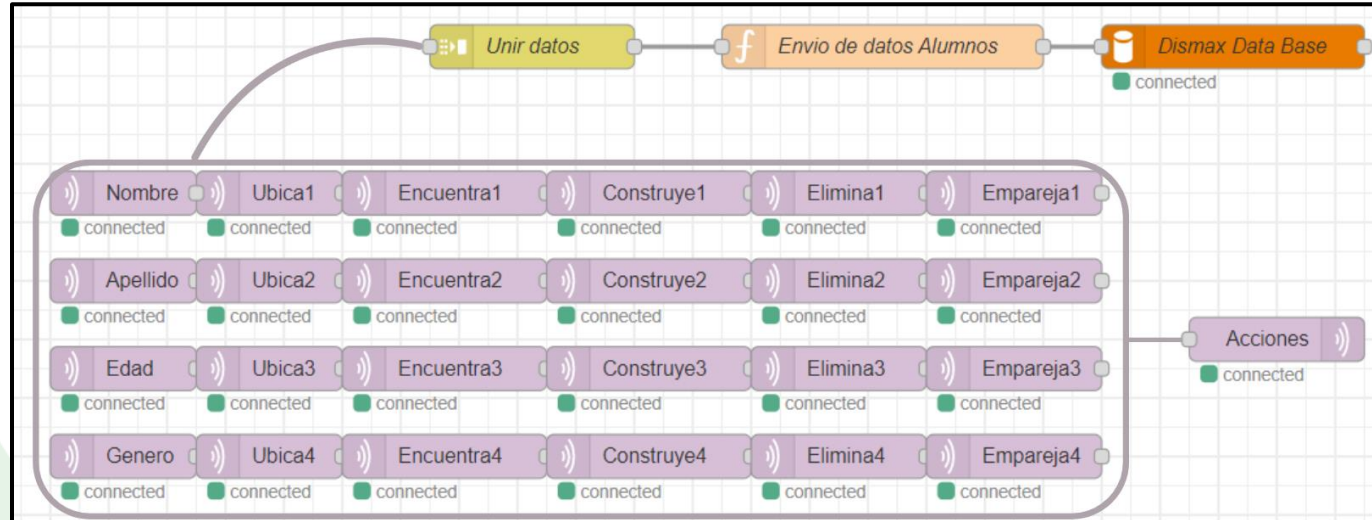 Unir datos
Envio de datos Alumnos
Dismax Data Base
connected
Nombre Ubica1 Encuentra1 Construye1 Elimina1 Empareja1
connected connected connected connected connected connected
Apellido Ubica2 Encuentra2 Construye2 Elimina2 Empareja2
connected connected connected connected connected connected
Acciones
connected
Edad Ubica3 Encuentra3 Construye3 Elimina3 Empareja3
connected connected connected connected connected connected
Genero Ubica4 Encuentra4 Construye4 Elimina4 Empareja4
connected connected connected connected connected connected